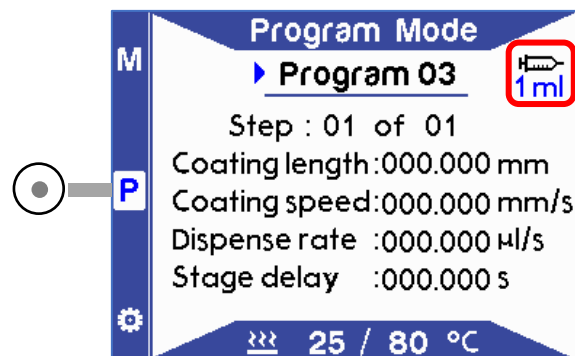 Program Mode
M
Program 03
1 ml
Step : 01 of 01
Coating length :000.000 mm
P
Coating speed:000.000 mm/s
Dispense rate :000.000 µl/s
Stage delay :000.000 s
25 / 80 °C